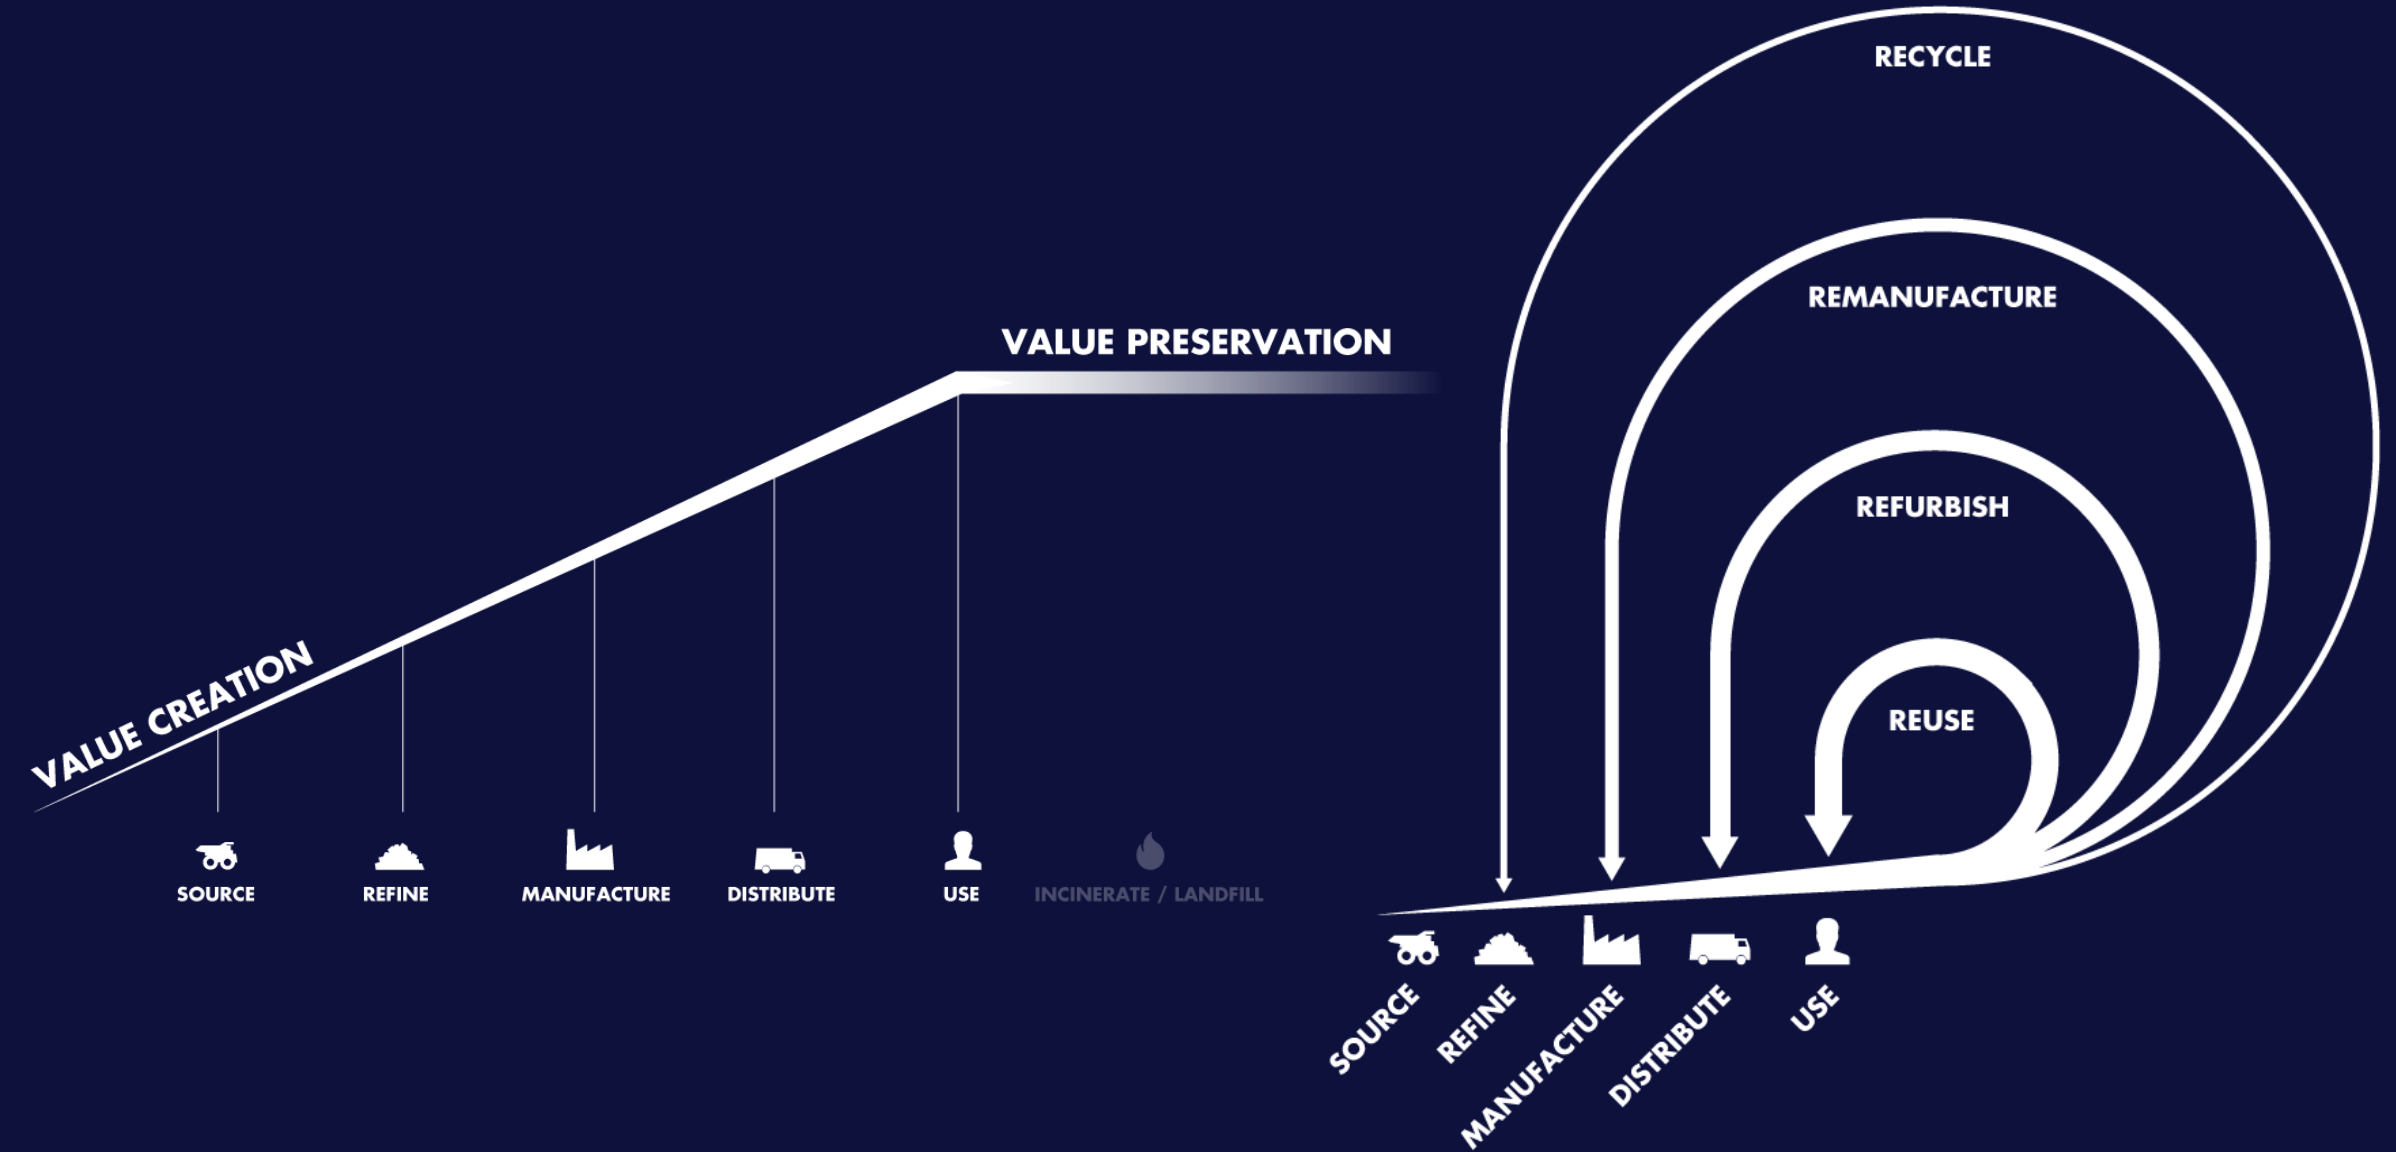 VALUE CREATION
VALUE PRESERVATION
SOURCE
REFINE
MANUFACTURE
DISTRIBUTE
USE
INCINERATE / LANDFILL
RECYCLE
REMANUFACTURE
REFURBISH
REUSE
SOURCE
REFINE
MANUFACTURE
DISTRIBUTE
USE